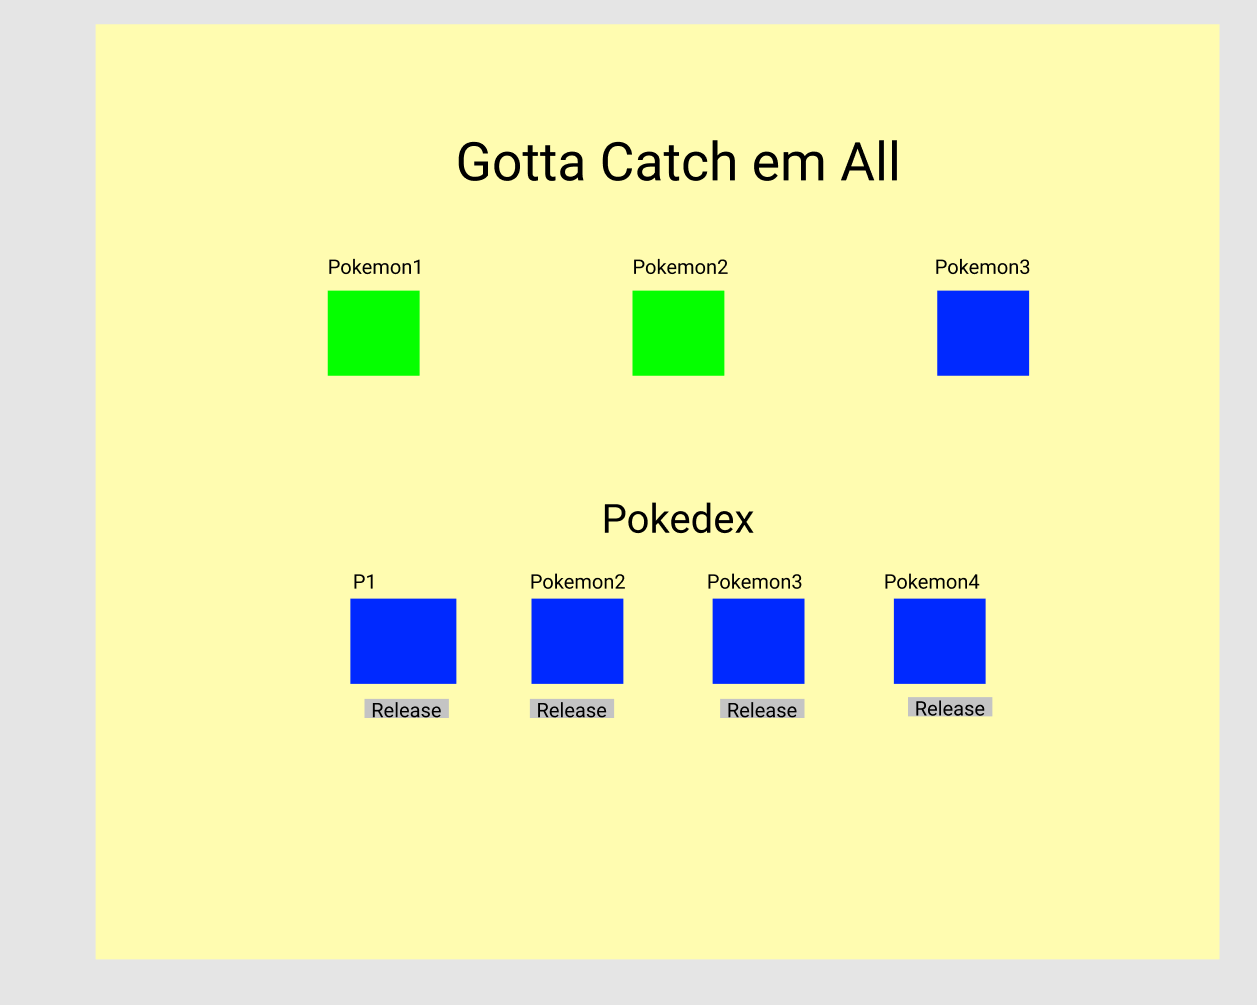 Gotta Catch em All
Pokemon1 Pokemon2 Pokemon3
Pokedex
P1 Pokemon2 Pokemon3 Pokemon4
Release Release Release Release